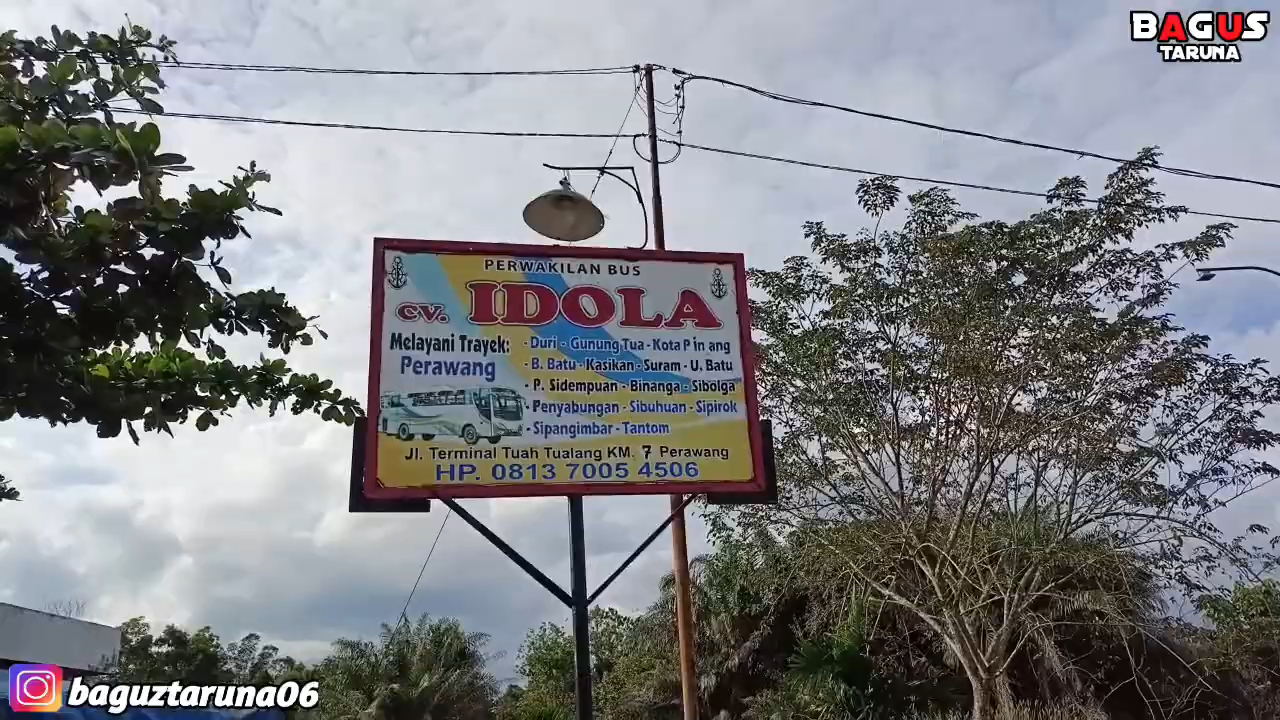 BAGUS
TARUNA
PERWAKILAN BUS
CV. IDOLA
Melayani Trayek:
Perawang
- Duri - Gunung Tua - Kota P in ang
- B. Batu - Kasikan - Suram - U. Batu
- P. Sidempuan - Binanga - Sibolga
- Penyabungan - Sibuhuan - Sipirok
- Sipangimbar - Tantom
Jl. Terminal Tuah Tualang KM. 7 Perawang
HP. 0813 7005 4506
baguztaruna06